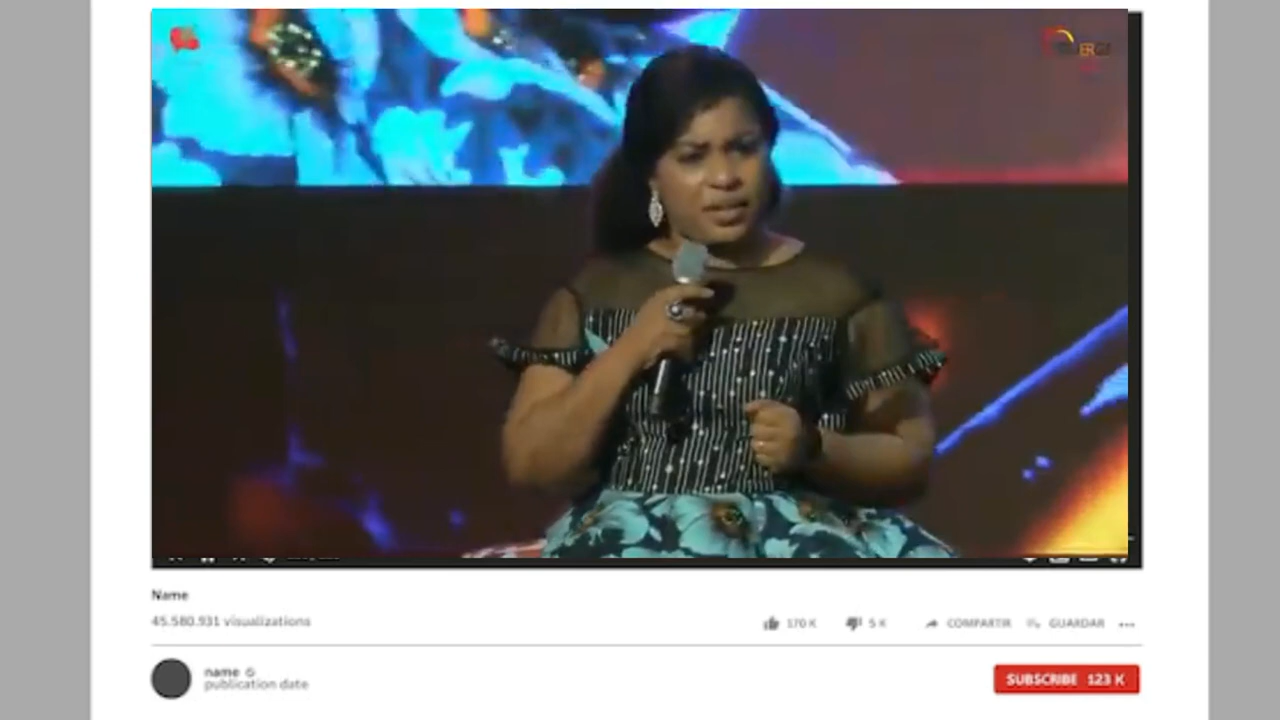 Name
45.580.931 visualizations
170 K
5 K
COMPARTIR
GUARDAR
name
publication date
SUBSCRIBE 123 K